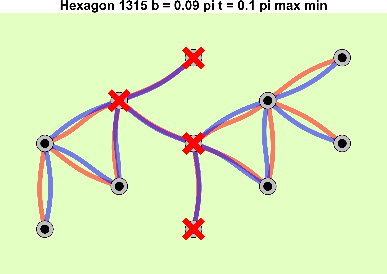 Hexagon 1315 b = 0.09 pi t = 0.1 pi max min